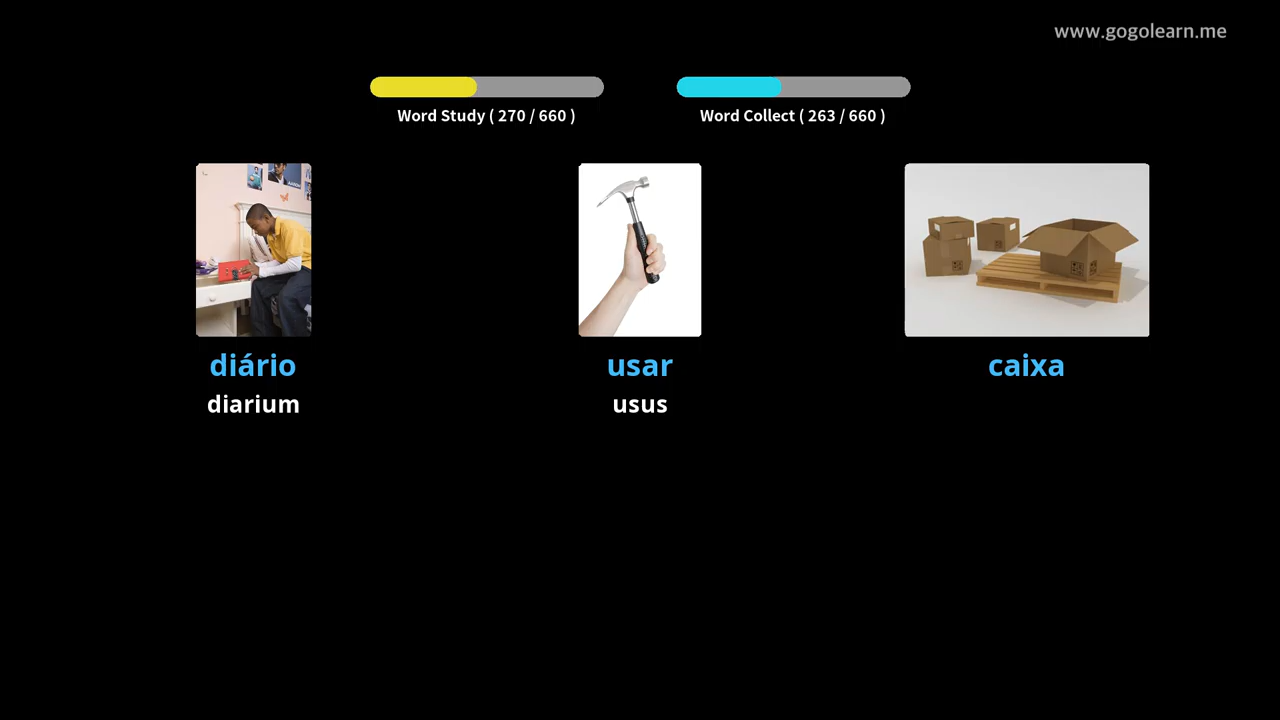 www.gogolearn.me
Word Study ( 270 / 660 )
Word Collect ( 263 / 660 )
diário
usar
caixa
diarium
usus